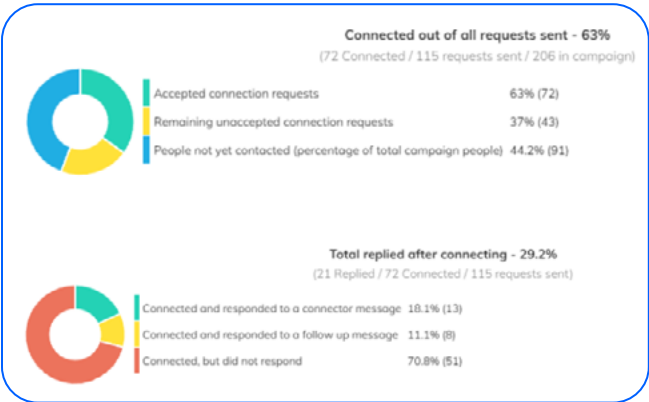 Connected out of all requests sent - 63%
(72 Connected / 115 requests sent / 206 in campaign)
Accepted connection requests 63% (72)
Remaining unaccepted connection requests 37% (43)
People not yet contacted (percentage of total campaign people) 44.2% (91)
Total replied after connecting - 29.2%
(21 Replied / 72 Connected / 115 requests sent)
Connected and responded to a connector message 18.1% (13)
Connected and responded to a follow up message 11.1% (8)
Connected, but did not respond 70.8% (51)